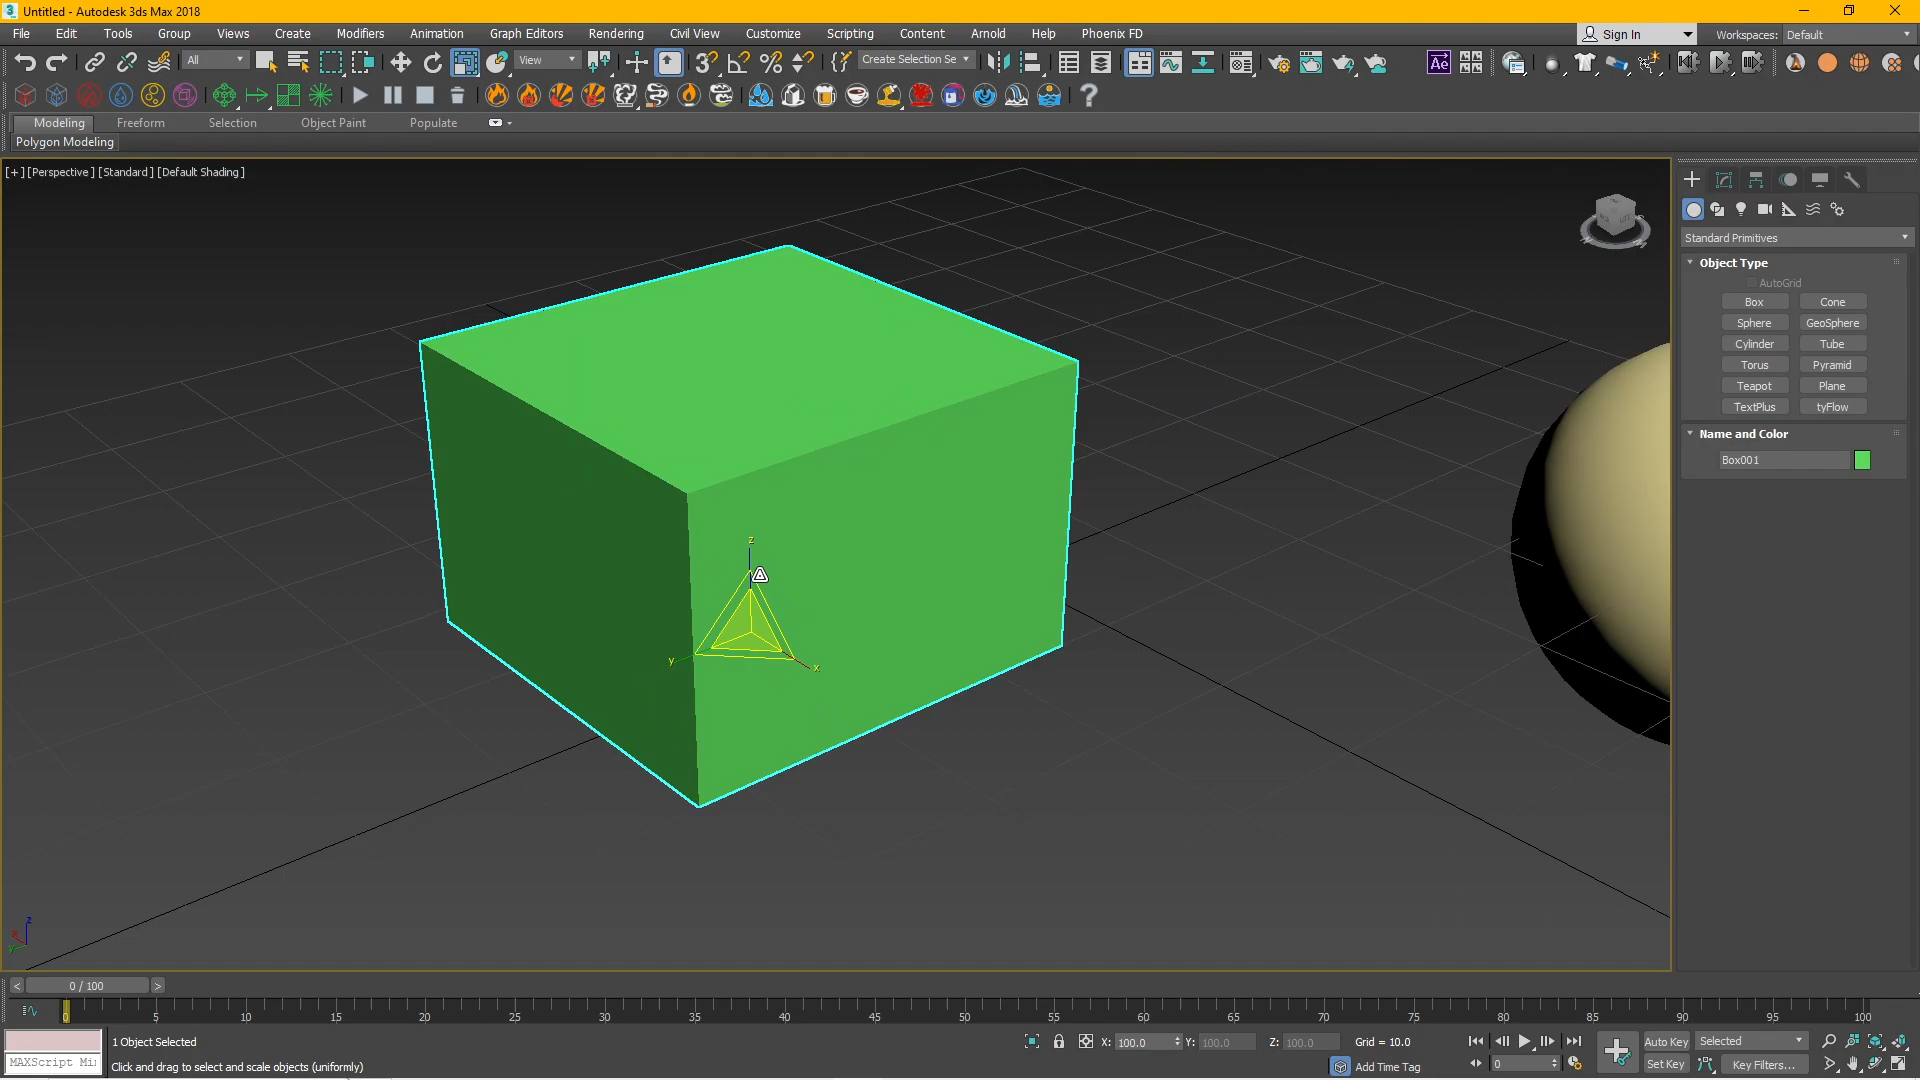 Untitled - Autodesk 3ds Max 2018
File Edit Tools Group Views Create Modifiers Animation Graph Editors Rendering Civil View Customize Scripting Content Arnold Help Phoenix FD Sign In Workspaces: Default
All View 3 Create Selection Se Ae
Modeling Freeform Selection Object Paint Populate
Polygon Modeling
[+] [Perspective] [Standard] [Default Shading]
Standard Primitives
Object Type
AutoGrid
Box Cone
Sphere GeoSphere
Cylinder Tube
Torus Pyramid
Teapot Plane
TextPlus tyFlow
Name and Color
Box001
z
y x
z
x
y
< 0 / 100 >
0 5 10 15 20 25 30 35 40 45 50 55 60 65 70 75 80 85 90 95 100
1 Object Selected X: 100.0 Y: 100.0 Z: 100.0 Grid = 10.0 Auto Key Selected
MAXScript Mi Click and drag to select and scale objects (uniformly) Add Time Tag 0 Set Key Key Filters...